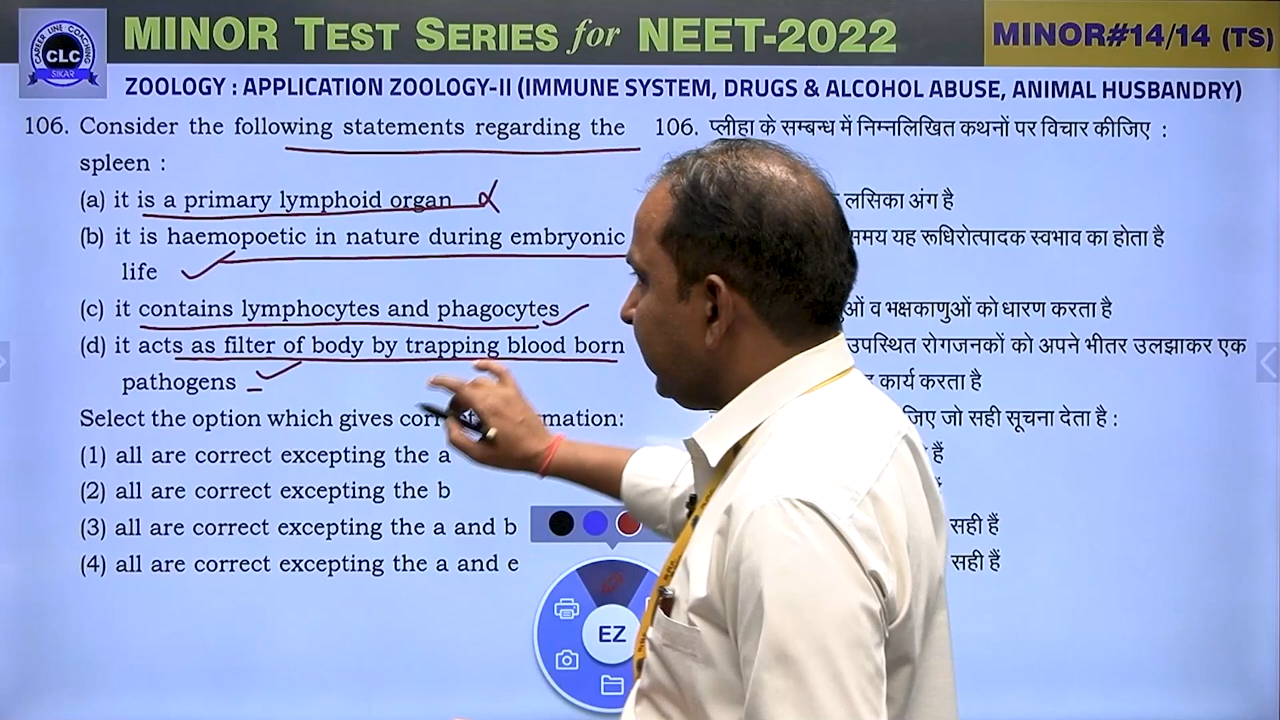 CAREER LINE COACHING
CLC
SIKAR
MINOR TEST SERIES for NEET-2022
MINOR#14/14 (TS)
ZOOLOGY : APPLICATION ZOOLOGY-II (IMMUNE SYSTEM, DRUGS & ALCOHOL ABUSE, ANIMAL HUSBANDRY)
106. Consider the following statements regarding the
spleen :
(a) it is a primary lymphoid organ
(b) it is haemopoetic in nature during embryonic
life
(c) it contains lymphocytes and phagocytes
(d) it acts as filter of body by trapping blood born
pathogens
Select the option which gives
(1) all are correct excepting the a
(2) all are correct excepting the b
(3) all are correct excepting the a and b
(4) all are correct excepting the a and e
106. प्लीहा के सम्बन्ध में निम्नलिखित कथनों पर विचार कीजिए :
लसिका अंग है
समय यह रूधिरोत्पादक स्वभाव का होता है
व भक्षकाणुओं को धारण करता है
उपस्थित रोगजनकों को अपने भीतर उलझाकर एक
कार्य करता है
जो सही सूचना देता है :
हैं
सही हैं
सही हैं
EZ